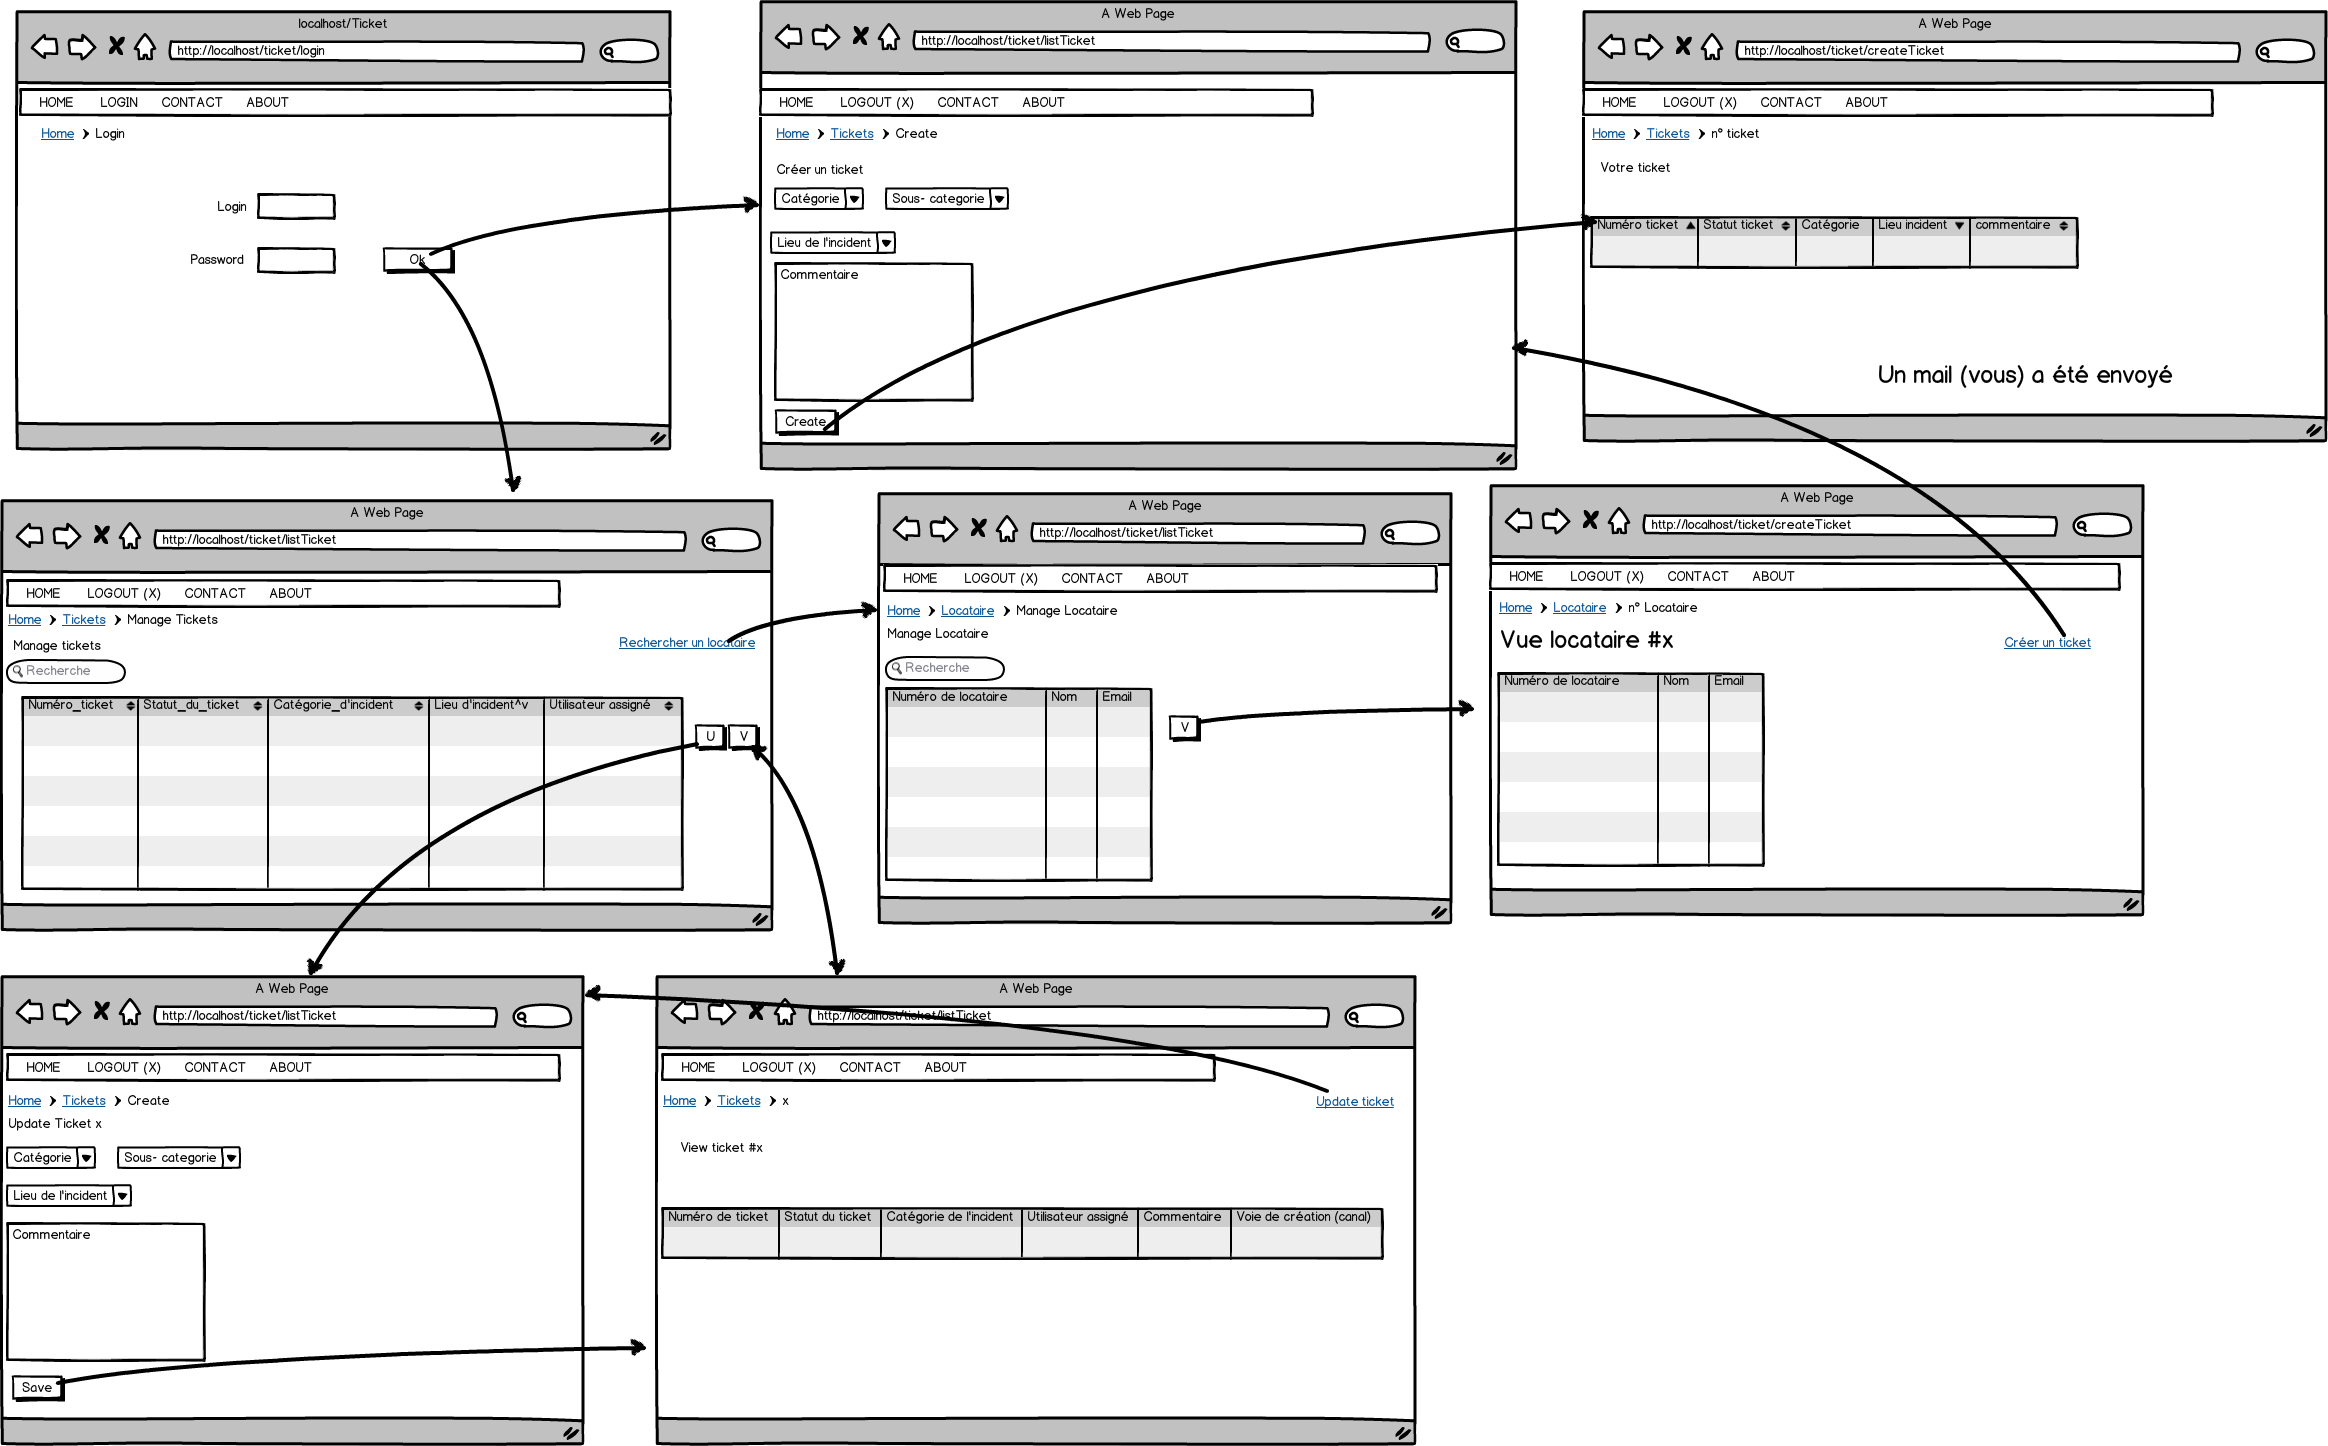 localhost/Ticket
http://localhost/ticket/login
HOME LOGIN CONTACT ABOUT
Home > Login
Login
Password
Ok
A Web Page
http://localhost/ticket/listTicket
HOME LOGOUT (X) CONTACT ABOUT
Home > Tickets > Create
Créer un ticket
Catégorie Sous- categorie
Lieu de l'incident
Commentaire
Create
A Web Page
http://localhost/ticket/createTicket
HOME LOGOUT (X) CONTACT ABOUT
Home > Tickets > n° ticket
Votre ticket
Numéro ticket Statut ticket Catégorie Lieu incident commentaire
Un mail (vous) a été envoyé
A Web Page
http://localhost/ticket/listTicket
HOME LOGOUT (X) CONTACT ABOUT
Home > Tickets > Manage Tickets
Rechercher un locataire
Manage tickets
Recherche
Numéro_ticket Statut_du_ticket Catégorie_d'incident Lieu d'incident^v Utilisateur assigné
U V
A Web Page
http://localhost/ticket/listTicket
HOME LOGOUT (X) CONTACT ABOUT
Home > Locataire > Manage Locataire
Manage Locataire
Recherche
Numéro de locataire Nom Email
V
A Web Page
http://localhost/ticket/createTicket
HOME LOGOUT (X) CONTACT ABOUT
Home > Locataire > n° Locataire
Vue locataire #x
Créer un ticket
Numéro de locataire Nom Email
A Web Page
http://localhost/ticket/listTicket
HOME LOGOUT (X) CONTACT ABOUT
Home > Tickets > Create
Update Ticket x
Catégorie Sous- categorie
Lieu de l'incident
Commentaire
Save
A Web Page
http://localhost/ticket/listTicket
HOME LOGOUT (X) CONTACT ABOUT
Home > Tickets > x
Update ticket
View ticket #x
Numéro de ticket Statut du ticket Catégorie de l'incident Utilisateur assigné Commentaire Voie de création (canal)